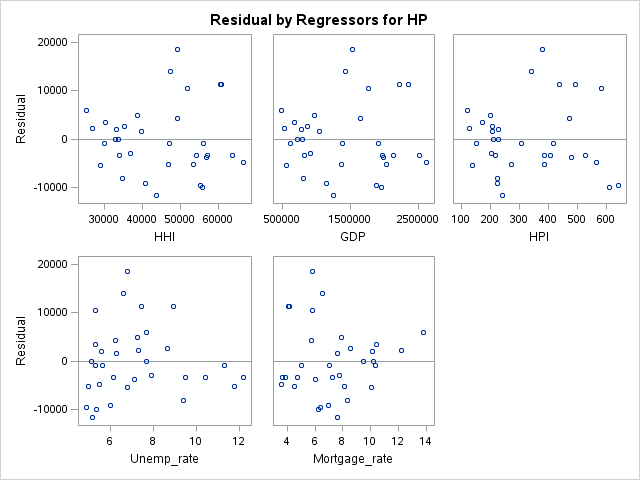 Residual by Regressors for HP
20000
10000
0
-10000
Residual
30000 40000 50000 60000
HHI
500000 1500000 2500000
GDP
100 200 300 400 500 600
HPI
20000
10000
0
-10000
Residual
6 8 10 12
Unemp_rate
4 6 8 10 12 14
Mortgage_rate